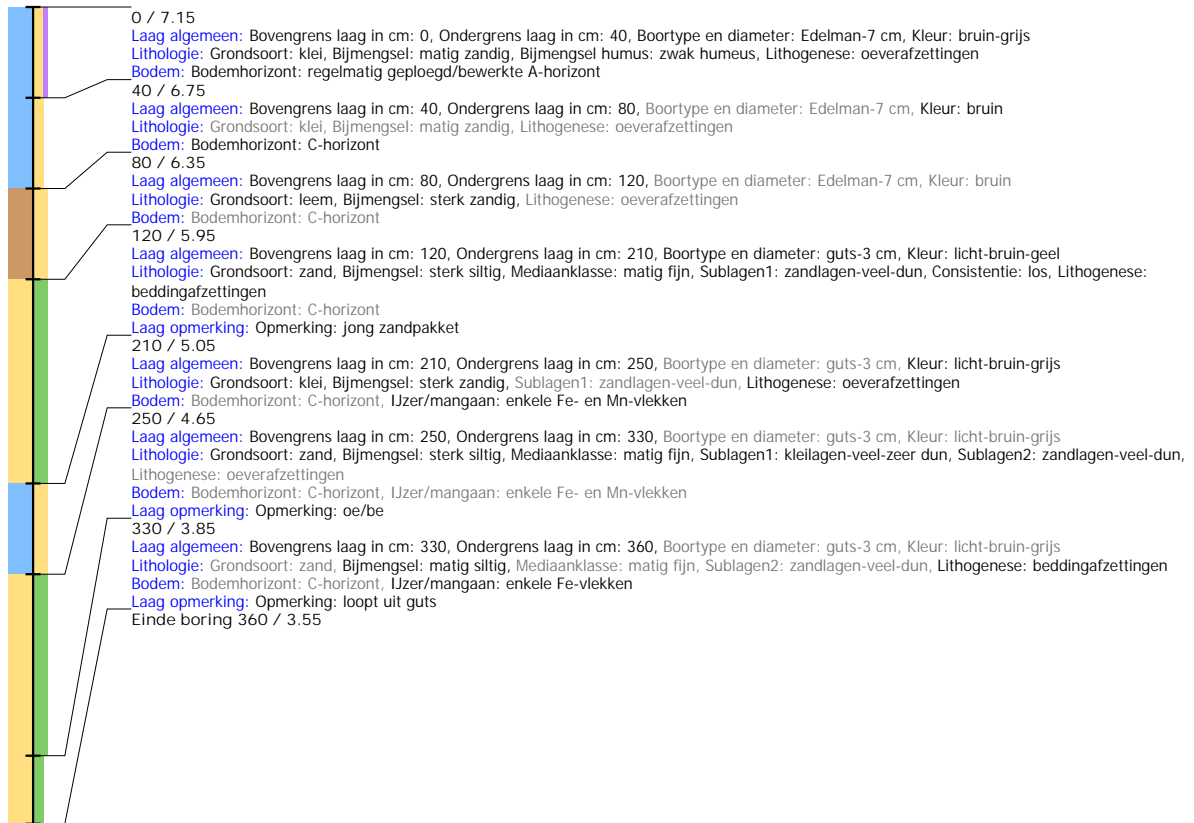 0 / 7.15
Laag algemeen: Bovengrens laag in cm: 0, Ondergrens laag in cm: 40, Boortype en diameter: Edelman-7 cm, Kleur: bruin-grijs
Lithologie: Grondsoort: klei, Bijmengsel: matig zandig, Bijmengsel humus: zwak humeus, Lithogenese: oeverafzettingen
Bodem: Bodemhorizont: regelmatig geploegd/bewerkte A-horizont
40 / 6.75
Laag algemeen: Bovengrens laag in cm: 40, Ondergrens laag in cm: 80, Boortype en diameter: Edelman-7 cm, Kleur: bruin
Lithologie: Grondsoort: klei, Bijmengsel: matig zandig, Lithogenese: oeverafzettingen
Bodem: Bodemhorizont: C-horizont
80 / 6.35
Laag algemeen: Bovengrens laag in cm: 80, Ondergrens laag in cm: 120, Boortype en diameter: Edelman-7 cm, Kleur: bruin
Lithologie: Grondsoort: leem, Bijmengsel: sterk zandig, Lithogenese: oeverafzettingen
Bodem: Bodemhorizont: C-horizont
120 / 5.95
Laag algemeen: Bovengrens laag in cm: 120, Ondergrens laag in cm: 210, Boortype en diameter: guts-3 cm, Kleur: licht-bruin-geel
Lithologie: Grondsoort: zand, Bijmengsel: sterk siltig, Mediaanklasse: matig fijn, Sublagen1: zandlagen-veel-dun, Consistentie: los, Lithogenese:
beddingafzettingen
Bodem: Bodemhorizont: C-horizont
Laag opmerking: Opmerking: jong zandpakket
210 / 5.05
Laag algemeen: Bovengrens laag in cm: 210, Ondergrens laag in cm: 250, Boortype en diameter: guts-3 cm, Kleur: licht-bruin-grijs
Lithologie: Grondsoort: klei, Bijmengsel: sterk zandig, Sublagen1: zandlagen-veel-dun, Lithogenese: oeverafzettingen
Bodem: Bodemhorizont: C-horizont, IJzer/mangaan: enkele Fe- en Mn-vlekken
250 / 4.65
Laag algemeen: Bovengrens laag in cm: 250, Ondergrens laag in cm: 330, Boortype en diameter: guts-3 cm, Kleur: licht-bruin-grijs
Lithologie: Grondsoort: zand, Bijmengsel: sterk siltig, Mediaanklasse: matig fijn, Sublagen1: kleilagen-veel-zeer dun, Sublagen2: zandlagen-veel-dun,
Lithogenese: oeverafzettingen
Bodem: Bodemhorizont: C-horizont, IJzer/mangaan: enkele Fe- en Mn-vlekken
Laag opmerking: Opmerking: oe/be
330 / 3.85
Laag algemeen: Bovengrens laag in cm: 330, Ondergrens laag in cm: 360, Boortype en diameter: guts-3 cm, Kleur: licht-bruin-grijs
Lithologie: Grondsoort: zand, Bijmengsel: matig siltig, Mediaanklasse: matig fijn, Sublagen2: zandlagen-veel-dun, Lithogenese: beddingafzettingen
Bodem: Bodemhorizont: C-horizont, IJzer/mangaan: enkele Fe-vlekken
Laag opmerking: Opmerking: loopt uit guts
Einde boring 360 / 3.55